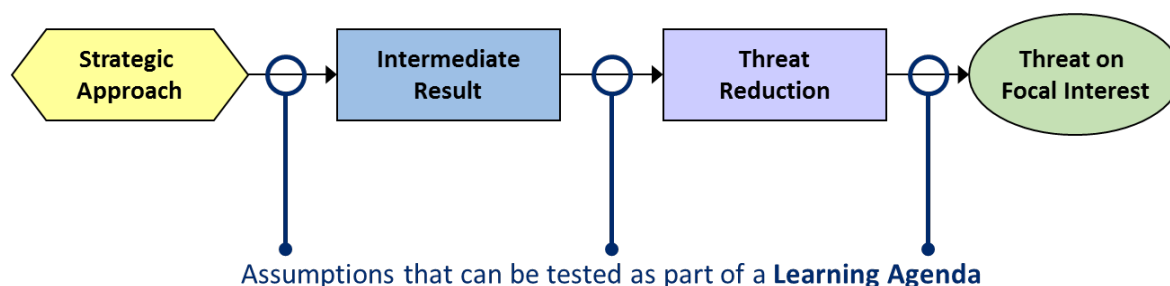 Strategic
Approach
Intermediate
Result
Threat
Reduction
Threat on
Focal Interest
Assumptions that can be tested as part of a Learning Agenda